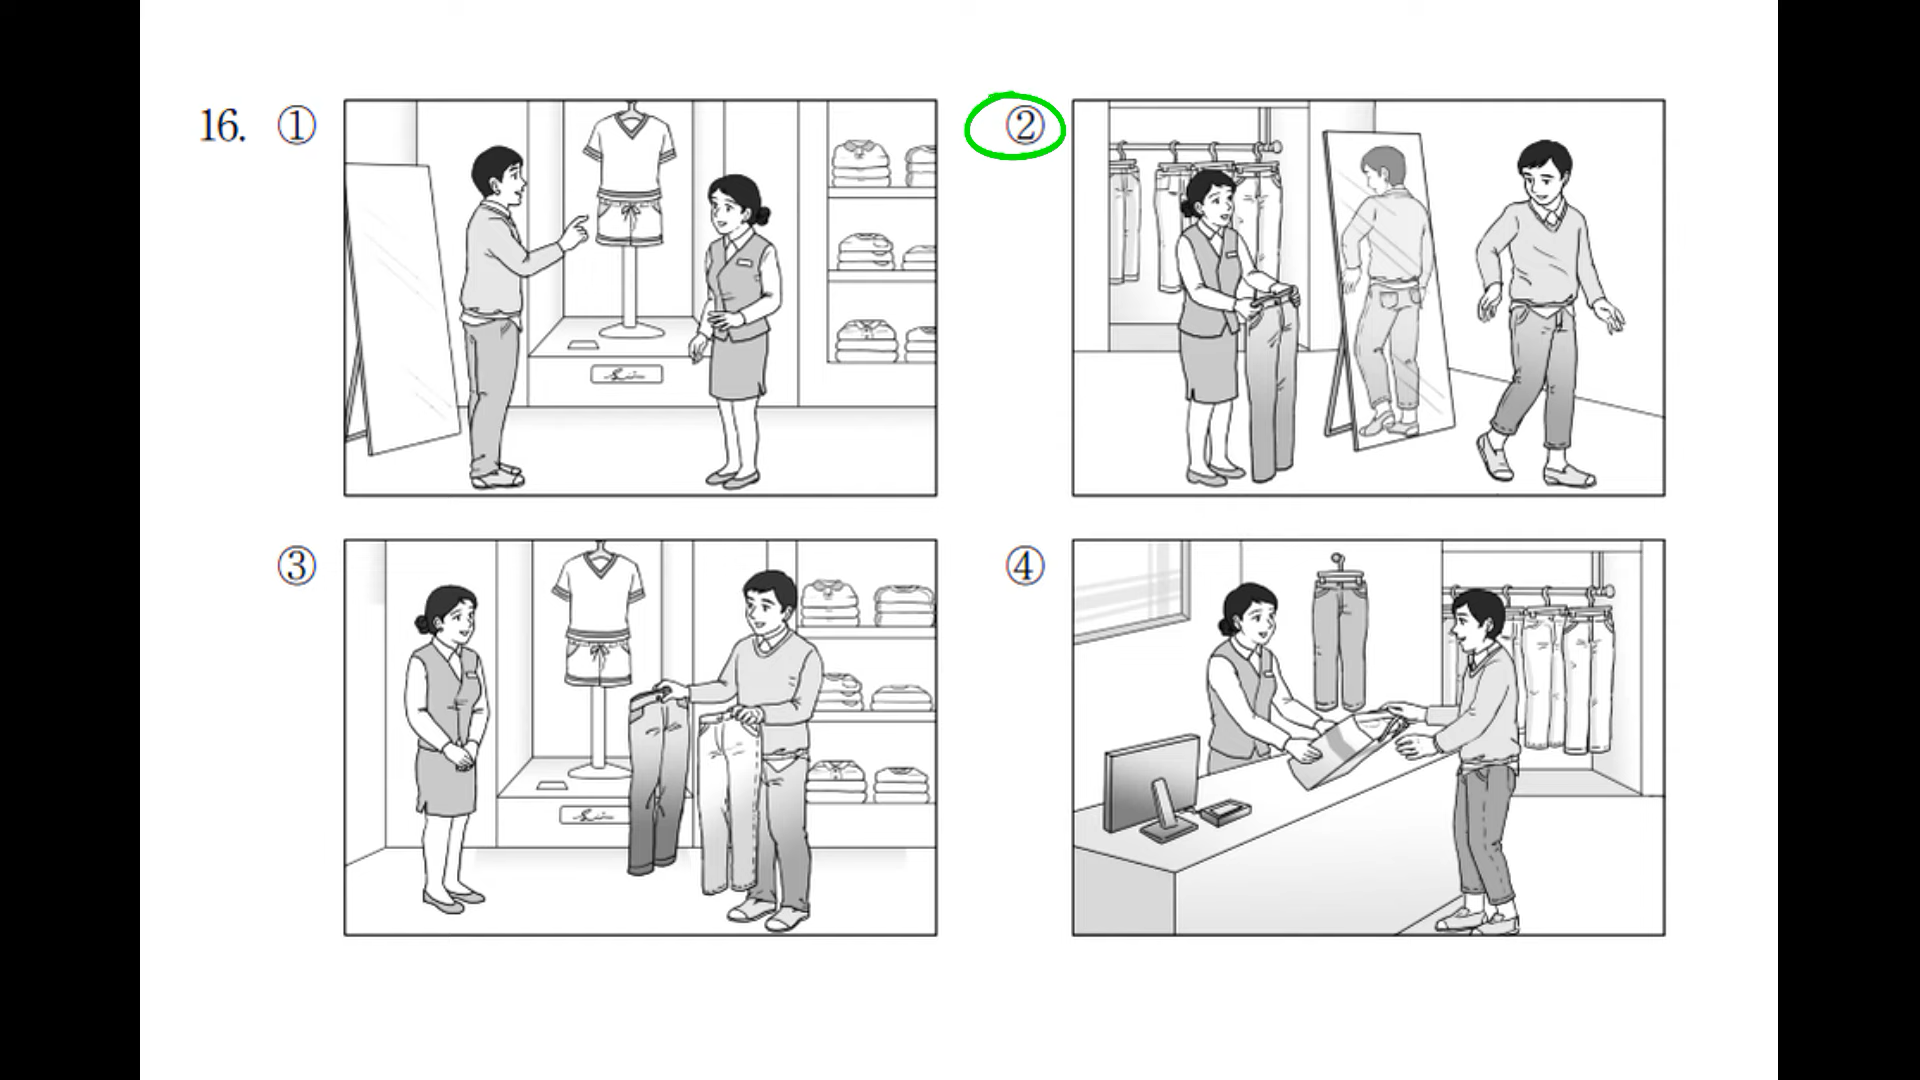 16. ①
②
③
④